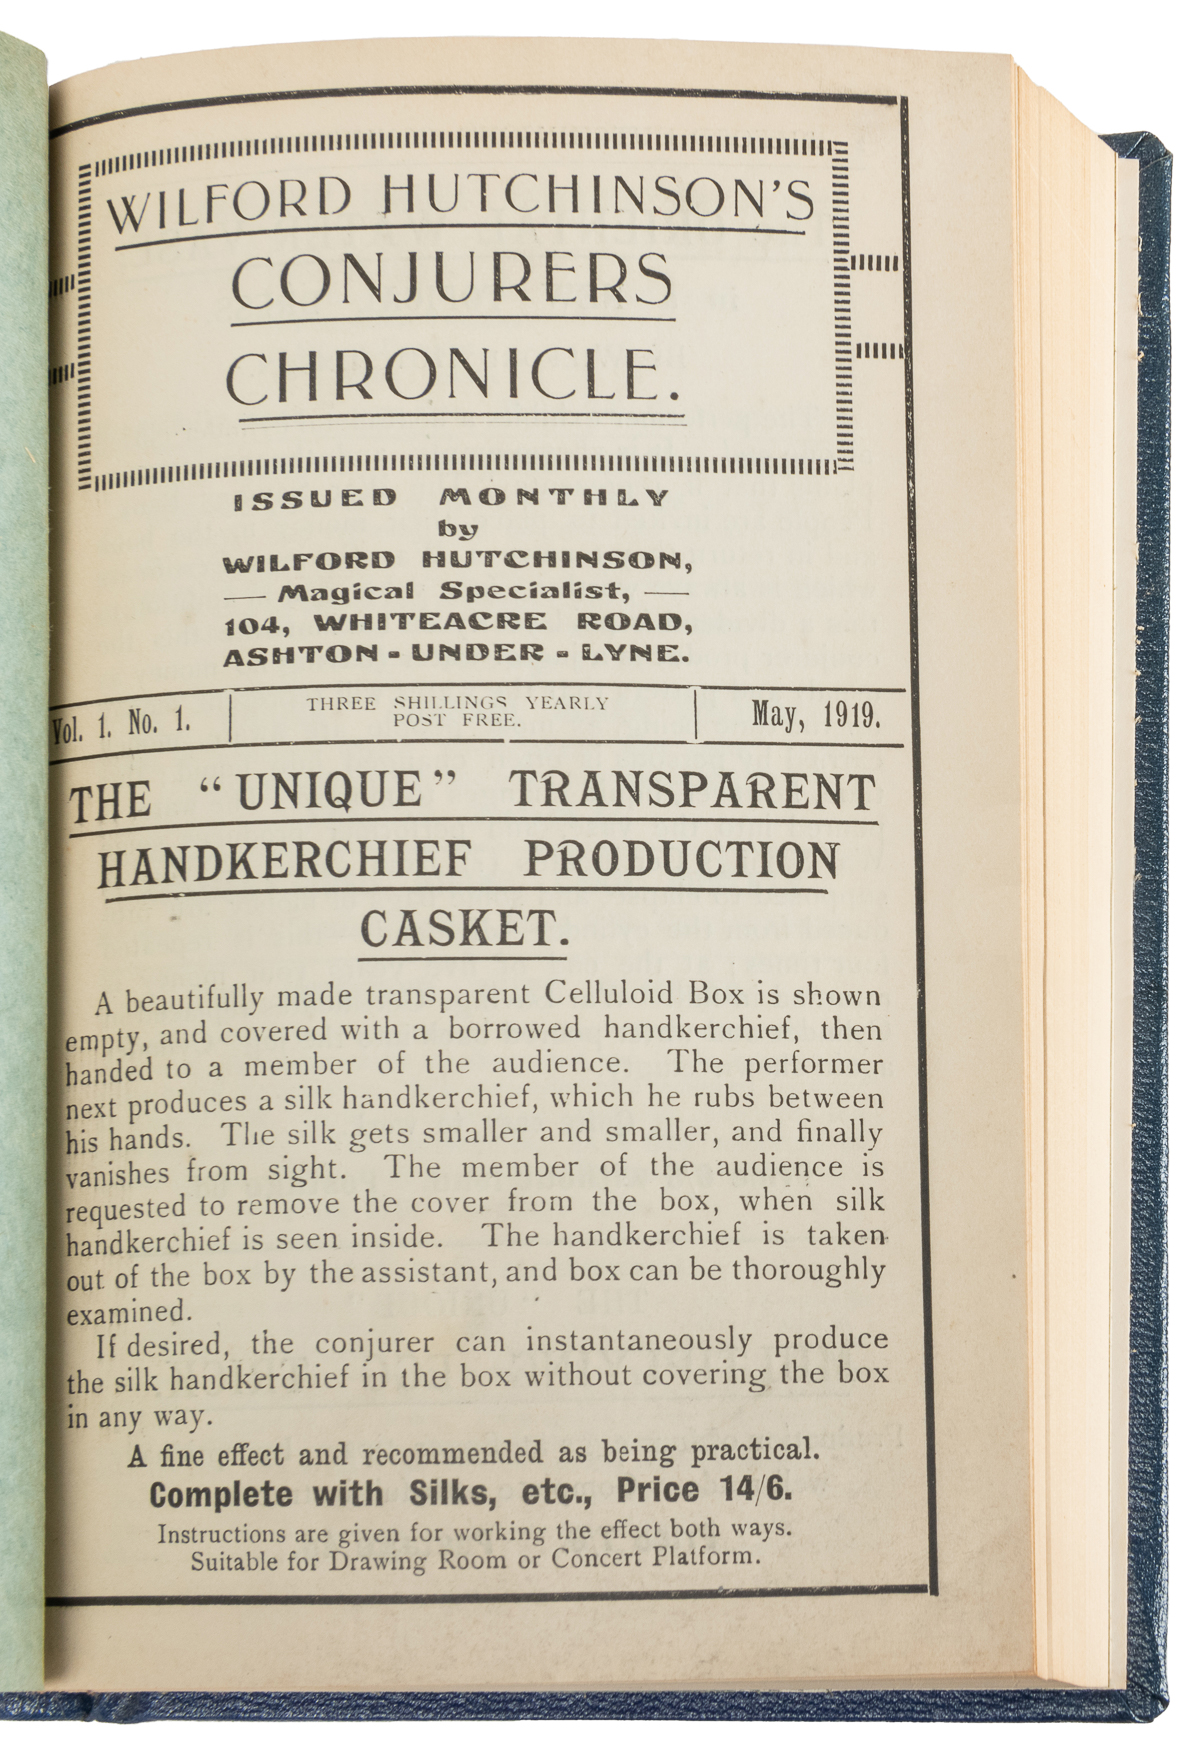 WILFORD HUTCHINSON'S
CONJURERS
CHRONICLE.
ISSUED MONTHLY
by
WILFORD HUTCHINSON,
— Magical Specialist, —
104, WHITEACRE ROAD,
ASHTON-UNDER-LYNE.
Vol. 1. No. 1.
THREE SHILLINGS YEARLY
POST FREE.
May, 1919.
THE "UNIQUE" TRANSPARENT
HANDKERCHIEF PRODUCTION
CASKET.
A beautifully made transparent Celluloid Box is shown
empty, and covered with a borrowed handkerchief, then
handed to a member of the audience. The performer
next produces a silk handkerchief, which he rubs between
his hands. The silk gets smaller and smaller, and finally
vanishes from sight. The member of the audience is
requested to remove the cover from the box, when silk
handkerchief is seen inside. The handkerchief is taken
out of the box by the assistant, and box can be thoroughly
examined.
If desired, the conjurer can instantaneously produce
the silk handkerchief in the box without covering the box
in any way.
A fine effect and recommended as being practical.
Complete with Silks, etc., Price 14/6.
Instructions are given for working the effect both ways.
Suitable for Drawing Room or Concert Platform.